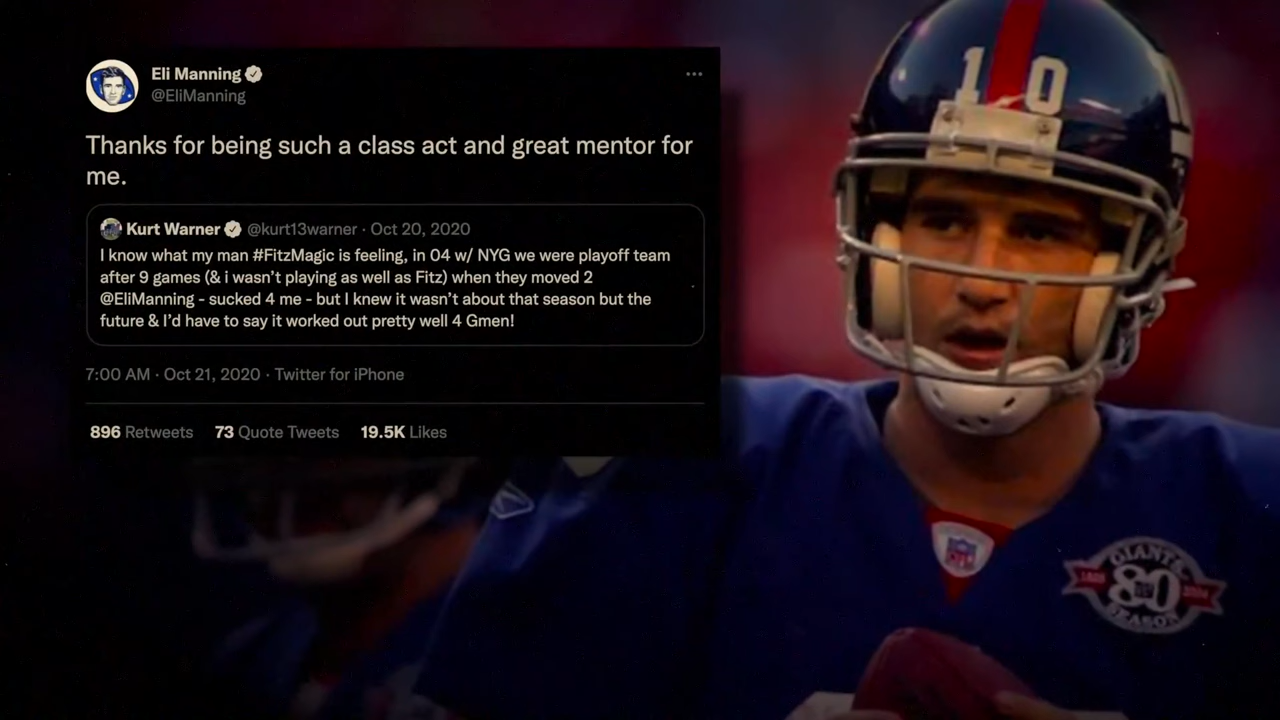 Eli Manning
@EliManning
Thanks for being such a class act and great mentor for
me.
Kurt Warner @kurt13warner · Oct 20, 2020
I know what my man #FitzMagic is feeling, in 04 w/ NYG we were playoff team
after 9 games (& i wasn't playing as well as Fitz) when they moved 2
@EliManning - sucked 4 me - but I knew it wasn't about that season but the
future & I'd have to say it worked out pretty well 4 Gmen!
7:00 AM · Oct 21, 2020 · Twitter for iPhone
896 Retweets 73 Quote Tweets 19.5K Likes
10
NFL
GIANTS
80
SEASON